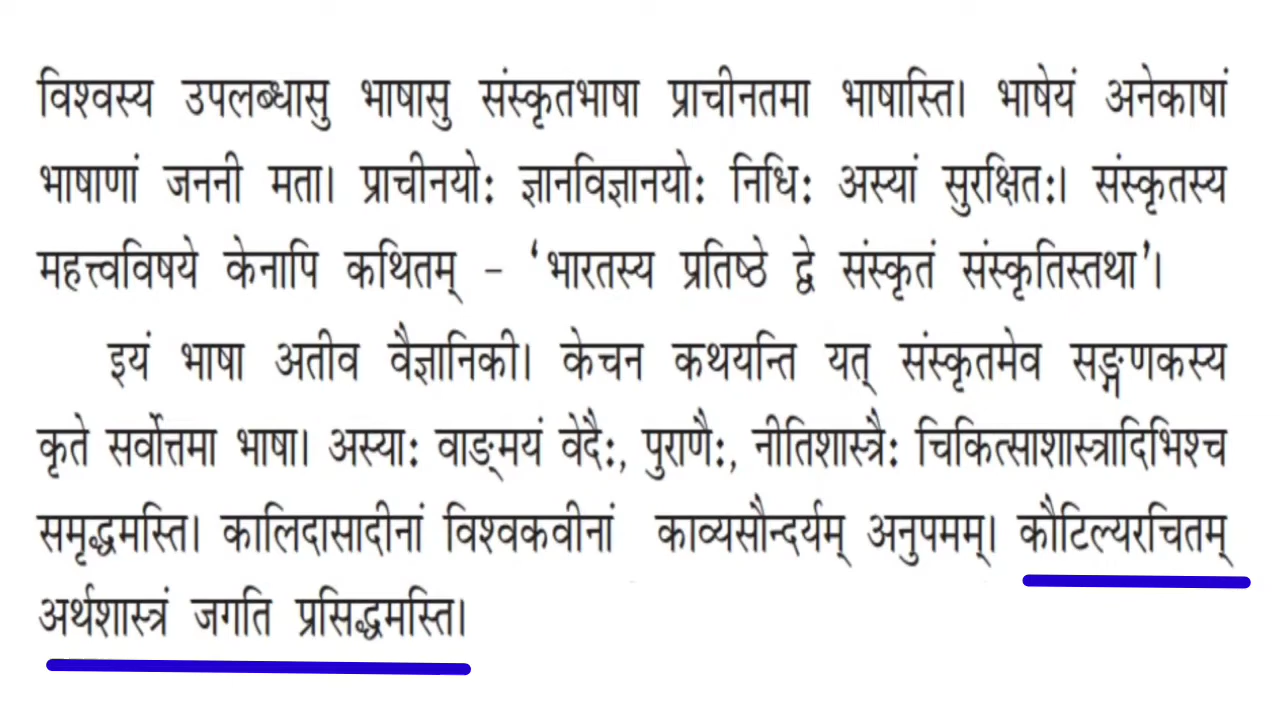 विश्वस्य उपलब्धासु भाषासु संस्कृतभाषा प्राचीनतमा भाषास्ति। भाषेयं अनेकाषां
भाषाणां जननी मता। प्राचीनयोः ज्ञानविज्ञानयोः निधिः अस्यां सुरक्षितः। संस्कृतस्य
महत्त्वविषये केनापि कथितम् – ‘भारतस्य प्रतिष्ठे द्वे संस्कृतं संस्कृतिस्तथा’।
इयं भाषा अतीव वैज्ञानिकी। केचन कथयन्ति यत् संस्कृतमेव सङ्गणकस्य
कृते सर्वोत्तमा भाषा। अस्याः वाङ्मयं वेदैः, पुराणैः, नीतिशास्त्रैः चिकित्साशास्त्रादिभिश्च
समृद्धमस्ति। कालिदासादीनां विश्वकवीनां काव्यसौन्दर्यम् अनुपमम्। कौटिल्यरचितम्
अर्थशास्त्रं जगति प्रसिद्धमस्ति।